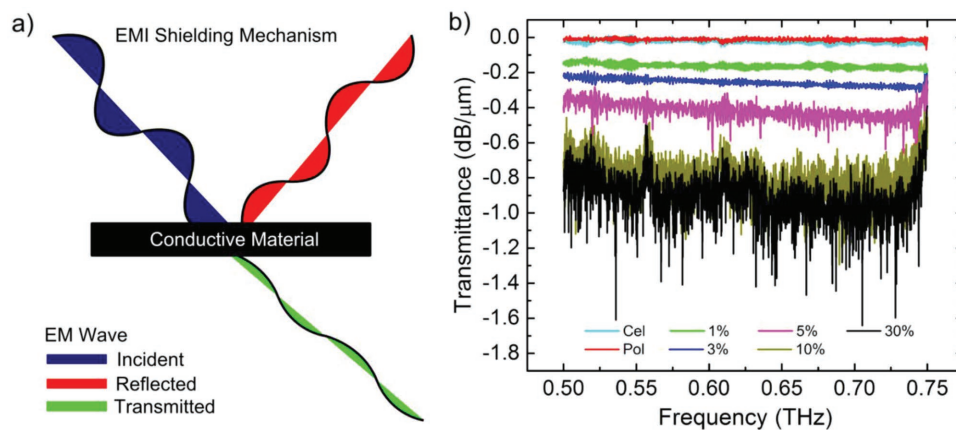 a)
EMI Shielding Mechanism
Conductive Material
EM Wave
Incident
Reflected
Transmitted
b)
Transmittance (dB/μm)
0.0
-0.2
-0.4
-0.6
-0.8
-1.0
-1.2
-1.4
-1.6
-1.8
Cel 1% 5% 30%
Pol 3% 10%
0.50 0.55 0.60 0.65 0.70 0.75
Frequency (THz)